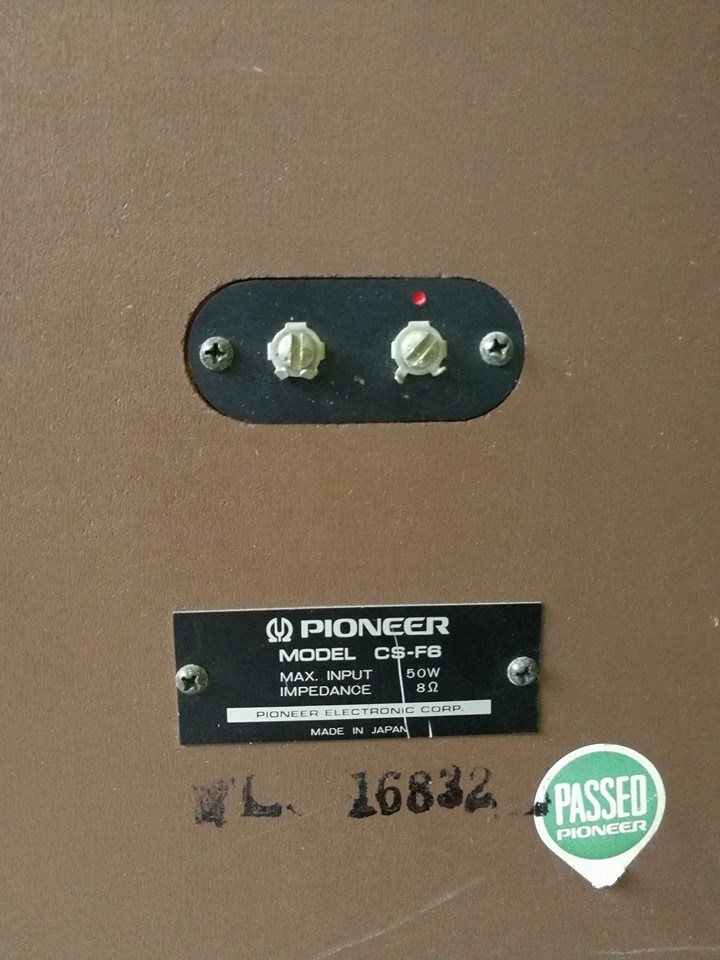 PIONEER
MODEL CS-F6
MAX. INPUT 50W
IMPEDANCE 8Ω
PIONEER ELECTRONIC CORP.
MADE IN JAPAN
L. 16832
PASSED
PIONEER